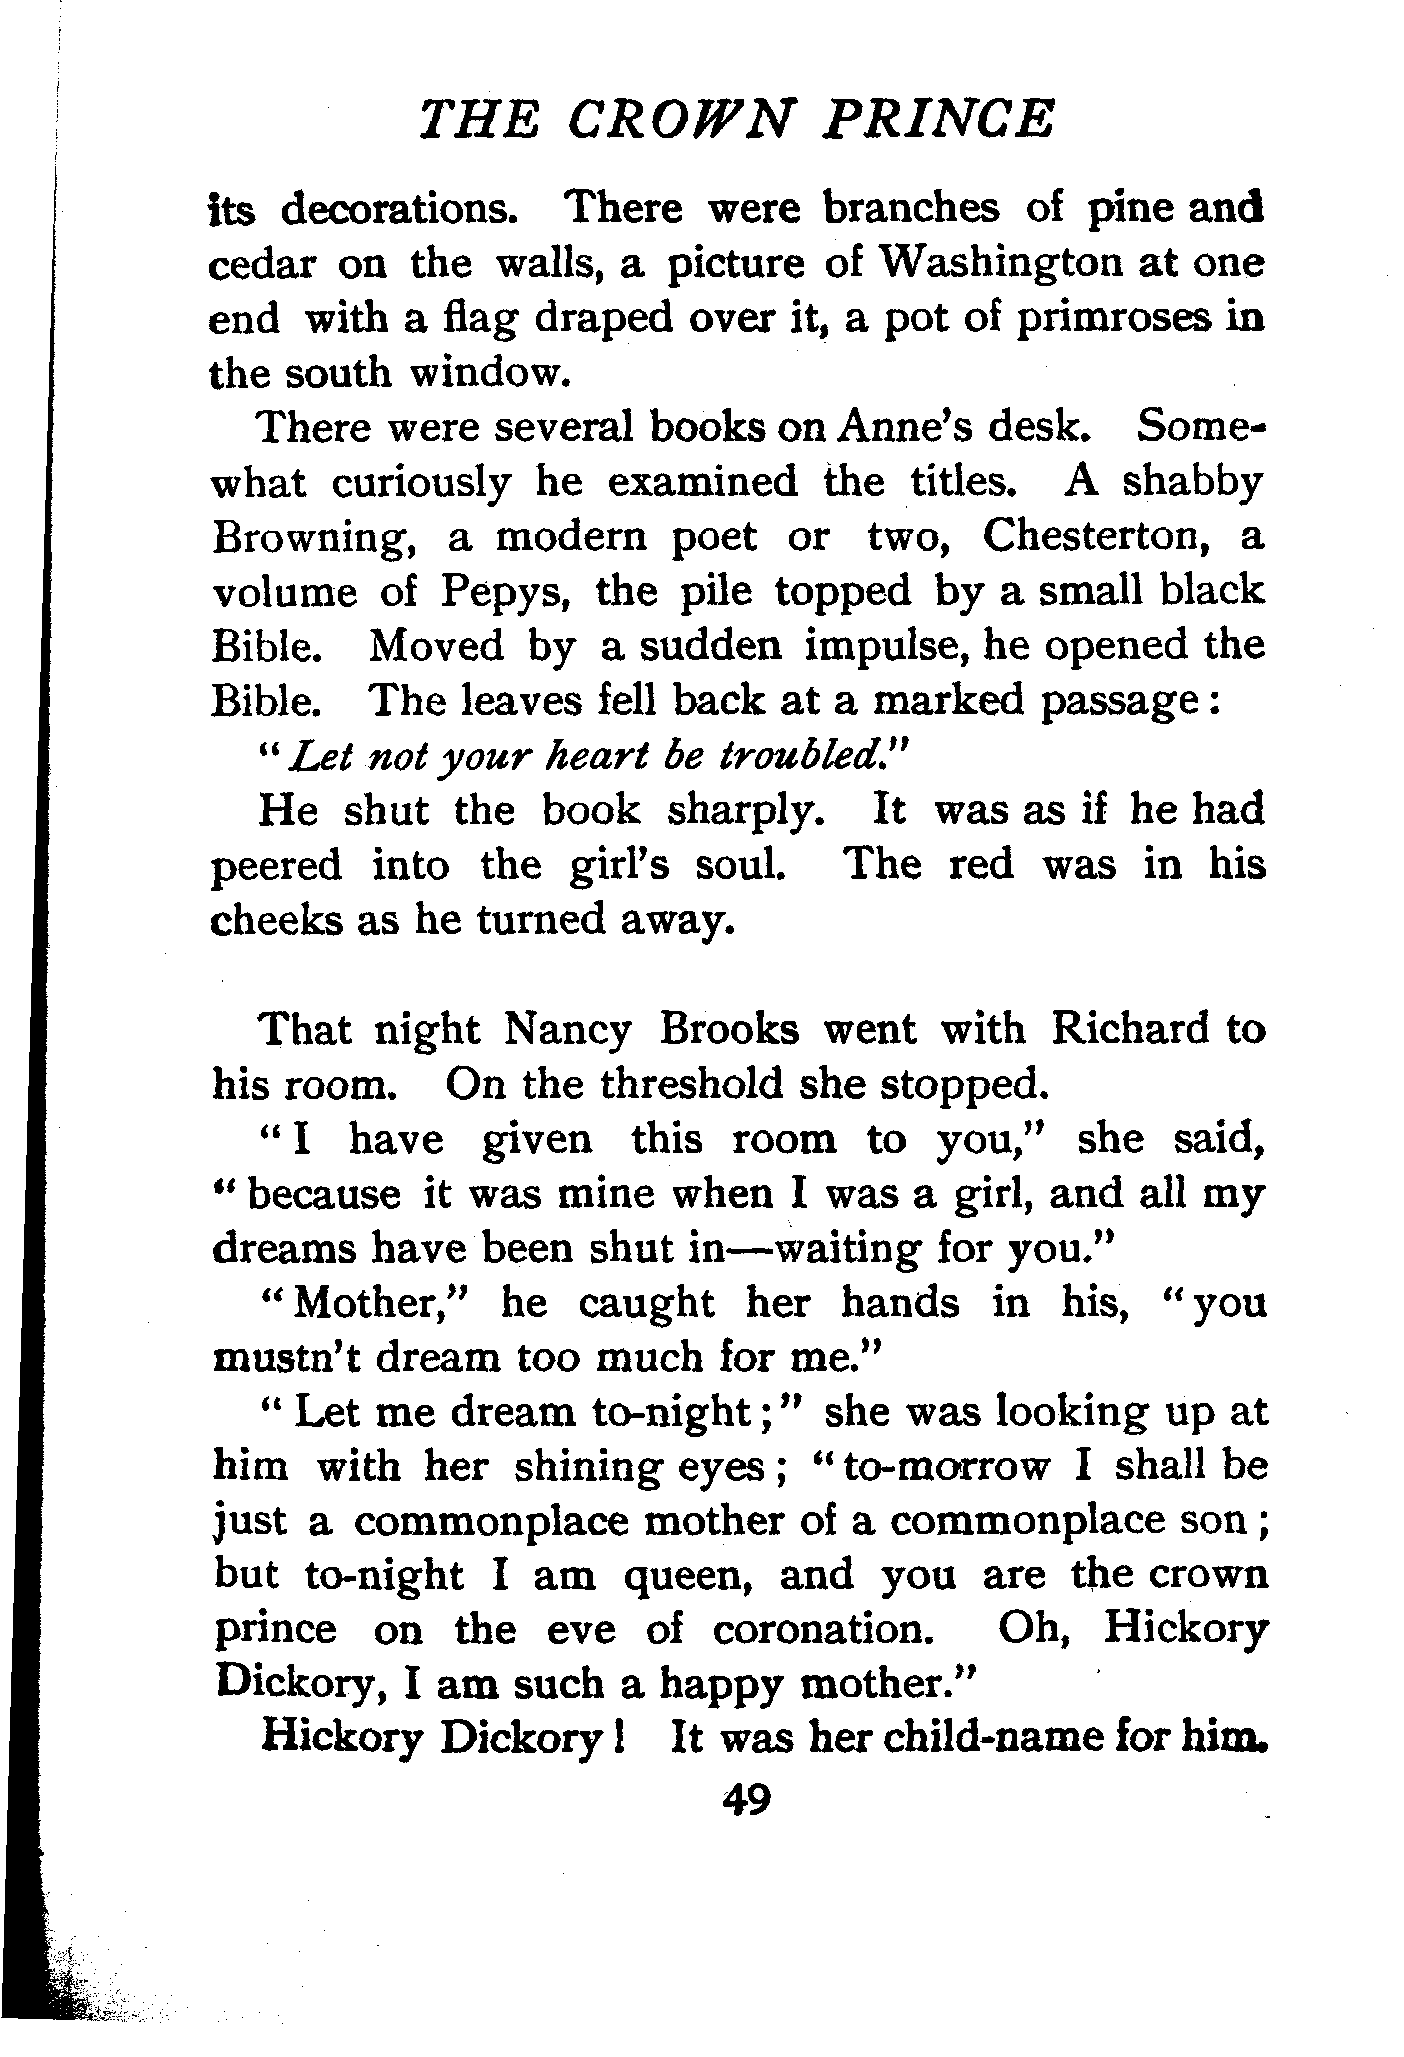 THE CROWN PRINCE
its decorations. There were branches of pine and
cedar on the walls, a picture of Washington at one
end with a flag draped over it, a pot of primroses in
the south window.
There were several books on Anne's desk. Some-
what curiously he examined the titles. A shabby
Browning, a modern poet or two, Chesterton, a
volume of Pepys, the pile topped by a small black
Bible. Moved by a sudden impulse, he opened the
Bible. The leaves fell back at a marked passage:
"Let not your heart be troubled."
He shut the book sharply. It was as if he had
peered into the girl's soul. The red was in his
cheeks as he turned away.
That night Nancy Brooks went with Richard to
his room. On the threshold she stopped.
"I have given this room to you," she said,
"because it was mine when I was a girl, and all my
dreams have been shut in—waiting for you."
"Mother," he caught her hands in his, "you
mustn't dream too much for me."
"Let me dream to-night;" she was looking up at
him with her shining eyes; "to-morrow I shall be
just a commonplace mother of a commonplace son;
but to-night I am queen, and you are the crown
prince on the eve of coronation. Oh, Hickory
Dickory, I am such a happy mother."
Hickory Dickory! It was her child-name for him.
49